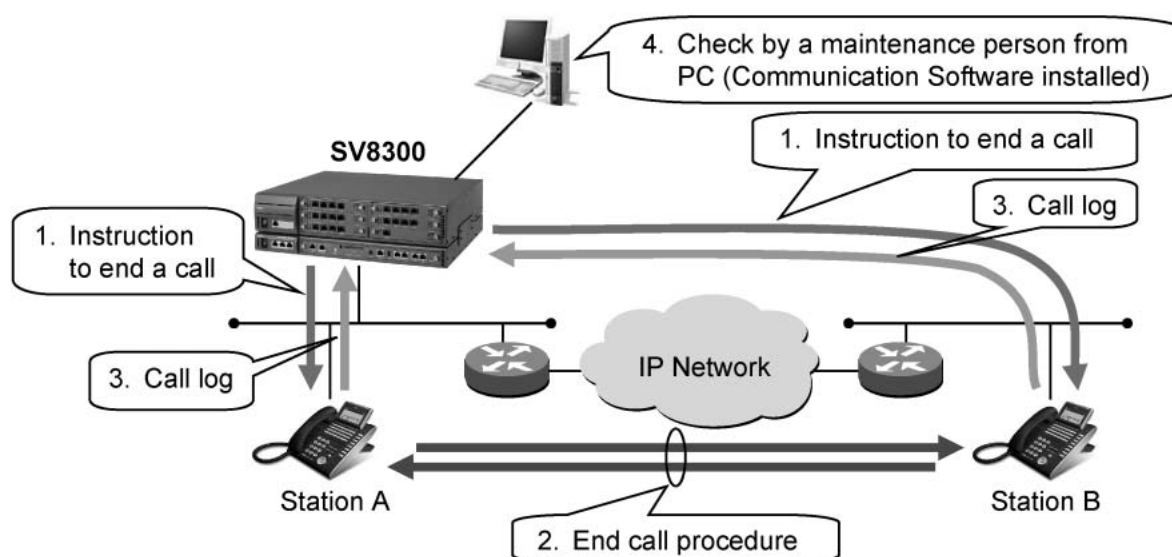 4. Check by a maintenance person from
PC (Communication Software installed)
1. Instruction to end a call
SV8300
3. Call log
1. Instruction
to end a call
IP Network
3. Call log
Station A
Station B
2. End call procedure